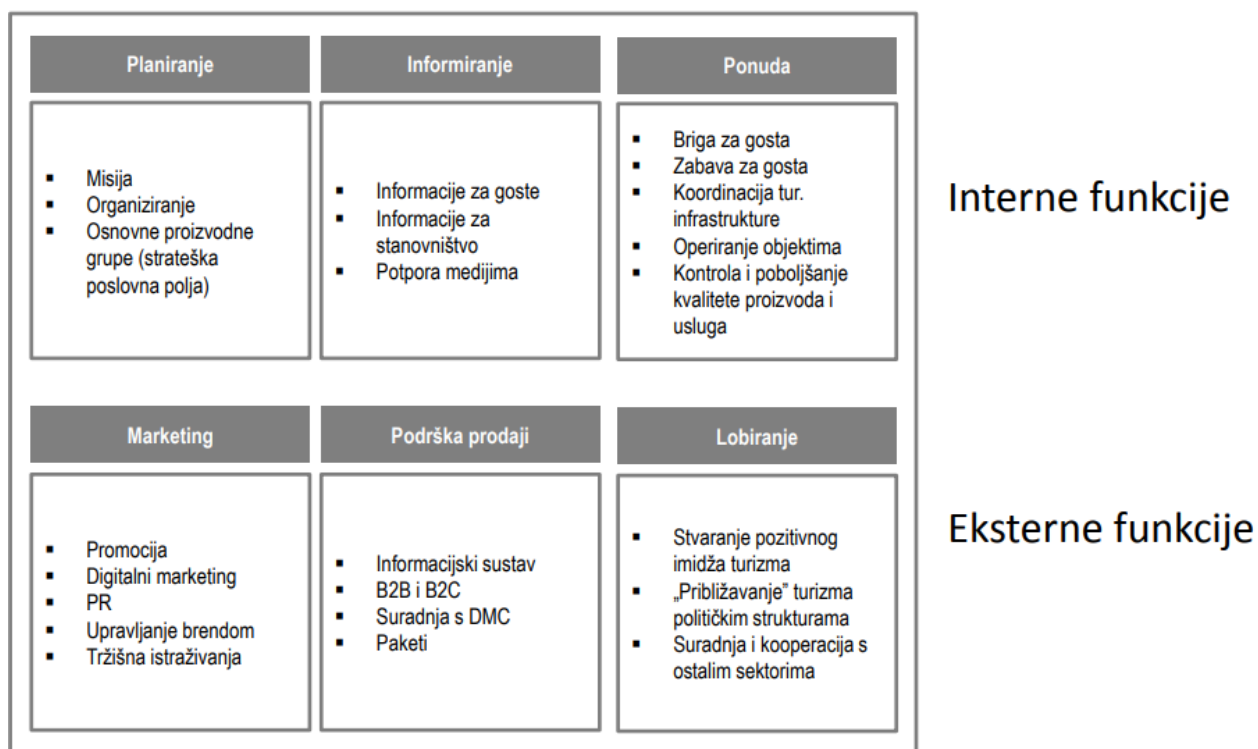 Planiranje
▪ Misija
▪ Organiziranje
▪ Osnovne proizvodne
grupe (strateška
poslovna polja)
Informiranje
▪ Informacije za goste
▪ Informacije za
stanovništvo
▪ Potpora medijima
Ponuda
▪ Briga za gosta
▪ Zabava za gosta
▪ Koordinacija tur.
infrastrukture
▪ Operiranje objektima
▪ Kontrola i poboljšanje
kvalitete proizvoda i
usluga
Interne funkcije
Marketing
▪ Promocija
▪ Digitalni marketing
▪ PR
▪ Upravljanje brendom
▪ Tržišna istraživanja
Podrška prodaji
▪ Informacijski sustav
▪ B2B i B2C
▪ Suradnja s DMC
▪ Paketi
Lobiranje
▪ Stvaranje pozitivnog
imidža turizma
▪ „Približavanje” turizma
političkim strukturama
▪ Suradnja i kooperacija s
ostalim sektorima
Eksterne funkcije